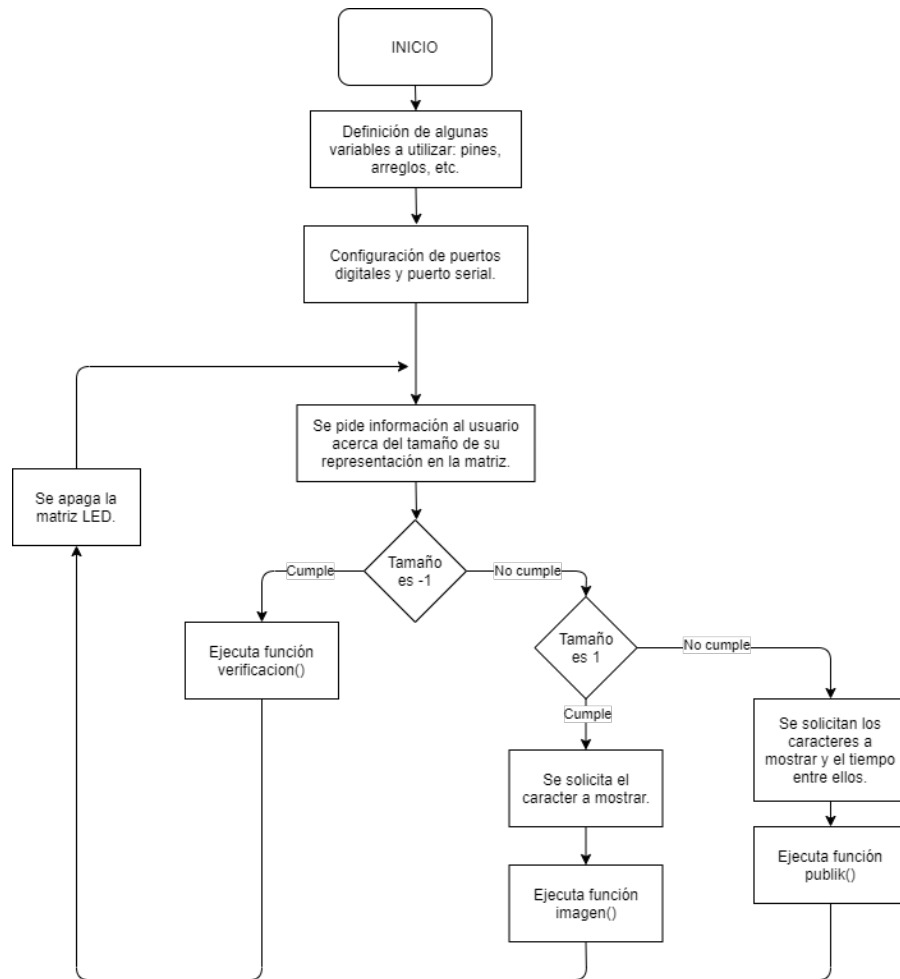 INICIO
Definición de algunas
variables a utilizar: pines,
arreglos, etc.
Configuración de puertos
digitales y puerto serial.
Se pide información al usuario
acerca del tamaño de su
representación en la matriz.
Se apaga la
matriz LED.
Tamaño
es -1
Cumple
No cumple
Ejecuta función
verificacion()
Tamaño
es 1
No cumple
Cumple
Se solicitan los
caracteres a
mostrar y el tiempo
entre ellos.
Se solicita el
caracter a mostrar.
Ejecuta función
publik()
Ejecuta función
imagen()